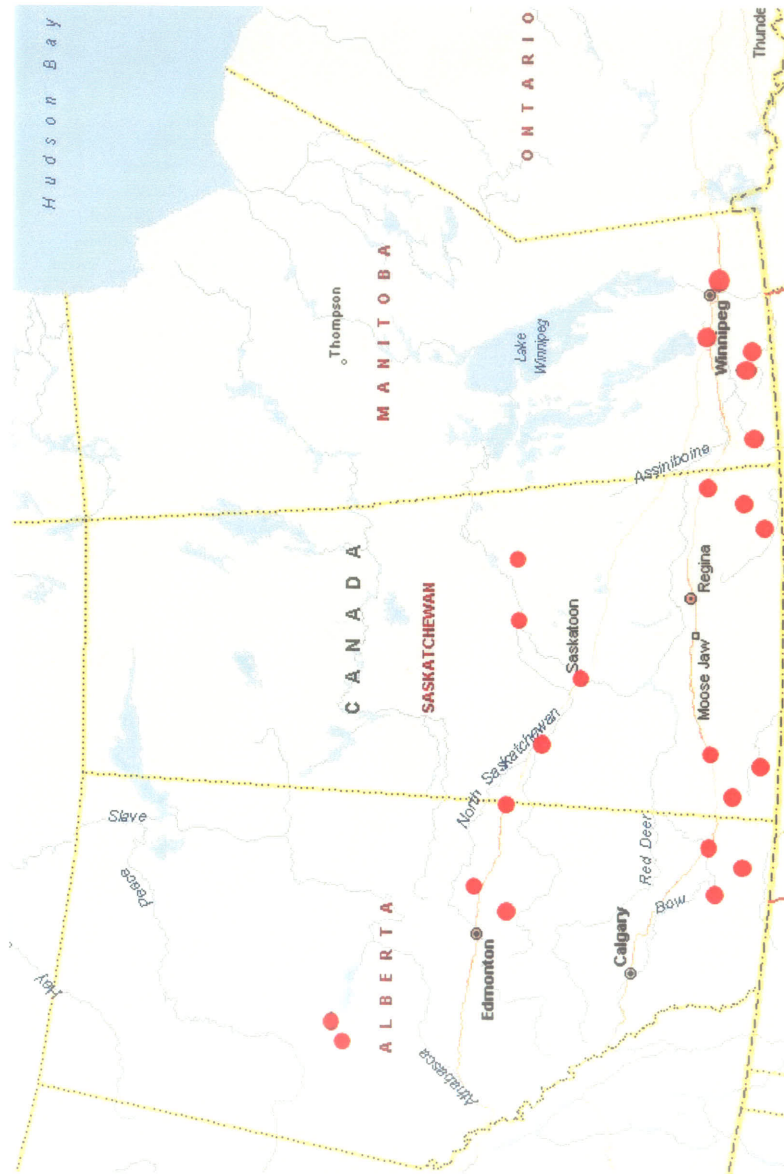 Hudson Bay
Slave
Peace
Hay
CANADA
Thompson
MANITOBA
ALBERTA
SASKATCHEWAN
ONTARIO
Lake
Winnipeg
Athabasca
Edmonton
North Saskatchewan
Saskatoon
Assiniboine
Calgary
Red Deer
Bow
Moose Jaw
Regina
Winnipeg
Thunde